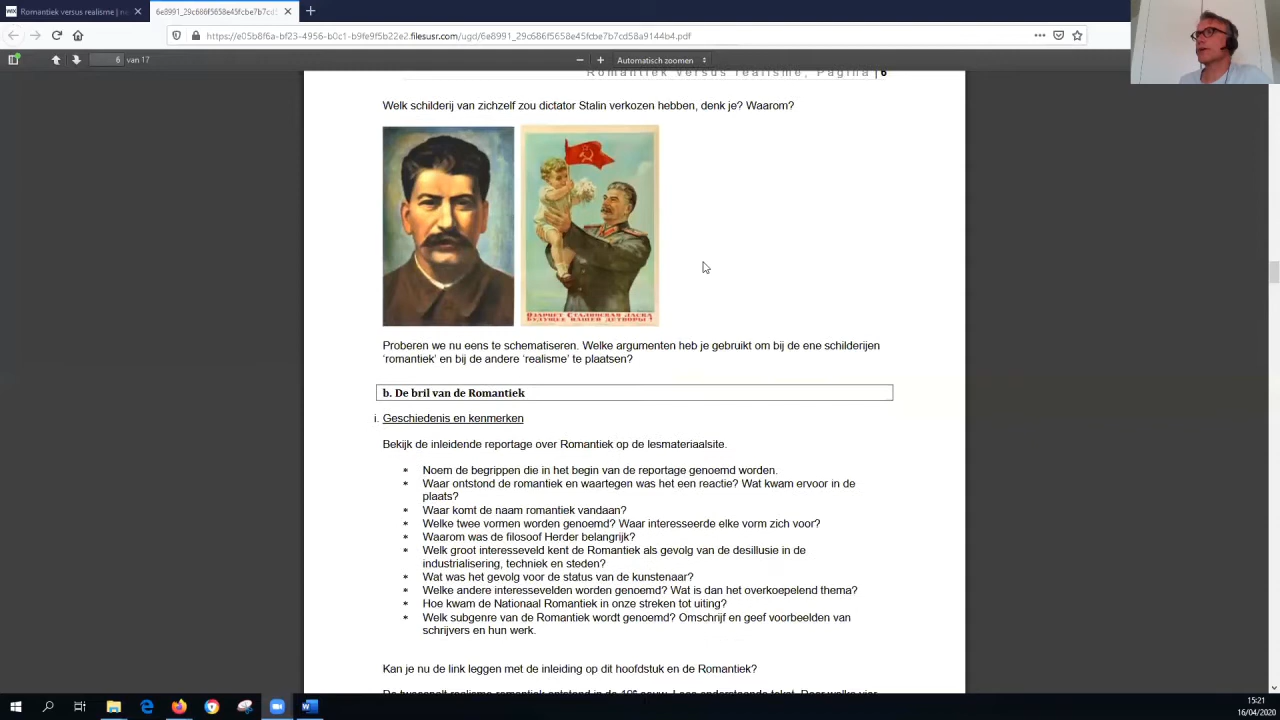 Romantiek versus realisme | ne
6e8991_29c686f5658e45fcbe7b7cd5
https://e05b8f6a-bf23-4956-b0c1-b9fe9f5b22e2.filesusr.com/ugd/6e8991_29c686f5658e45fcbe7b7cd58a9144b4.pdf
6 van 17
Automatisch zoomen
Romantiek versus realisme, Pagina | 6
Welk schilderij van zichzelf zou dictator Stalin verkozen hebben, denk je? Waarom?
ОЗАРЯЕТ СТАЛИНСКАЯ ЛАСКА
БУДУЩЕЕ НАШЕЙ ДЕТВОРЫ!
Proberen we nu eens te schematiseren. Welke argumenten heb je gebruikt om bij de ene schilderijen
‘romantiek’ en bij de andere ‘realisme’ te plaatsen?
b. De bril van de Romantiek
i. Geschiedenis en kenmerken
Bekijk de inleidende reportage over Romantiek op de lesmateriaalsite.
* Noem de begrippen die in het begin van de reportage genoemd worden.
* Waar ontstond de romantiek en waartegen was het een reactie? Wat kwam ervoor in de
plaats?
* Waar komt de naam romantiek vandaan?
* Welke twee vormen worden genoemd? Waar interesseerde elke vorm zich voor?
* Waarom was de filosoof Herder belangrijk?
* Welk groot interesseveld kent de Romantiek als gevolg van de desillusie in de
industrialisering, techniek en steden?
* Wat was het gevolg voor de status van de kunstenaar?
* Welke andere interessevelden worden genoemd? Wat is dan het overkoepelend thema?
* Hoe kwam de Nationaal Romantiek in onze streken tot uiting?
* Welk subgenre van de Romantiek wordt genoemd? Omschrijf en geef voorbeelden van
schrijvers en hun werk.
Kan je nu de link leggen met de inleiding op dit hoofdstuk en de Romantiek?
15:21
16/04/2020